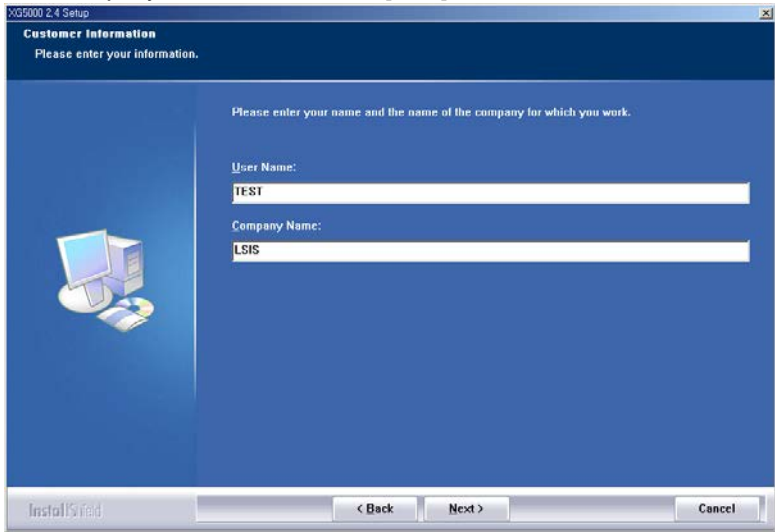 XG5000 2,4 Setup
Customer Information
Please enter your information.
Please enter your name and the name of the company for which you work.
User Name:
TEST
Company Name:
LSIS
InstallShield
< Back
Next >
Cancel